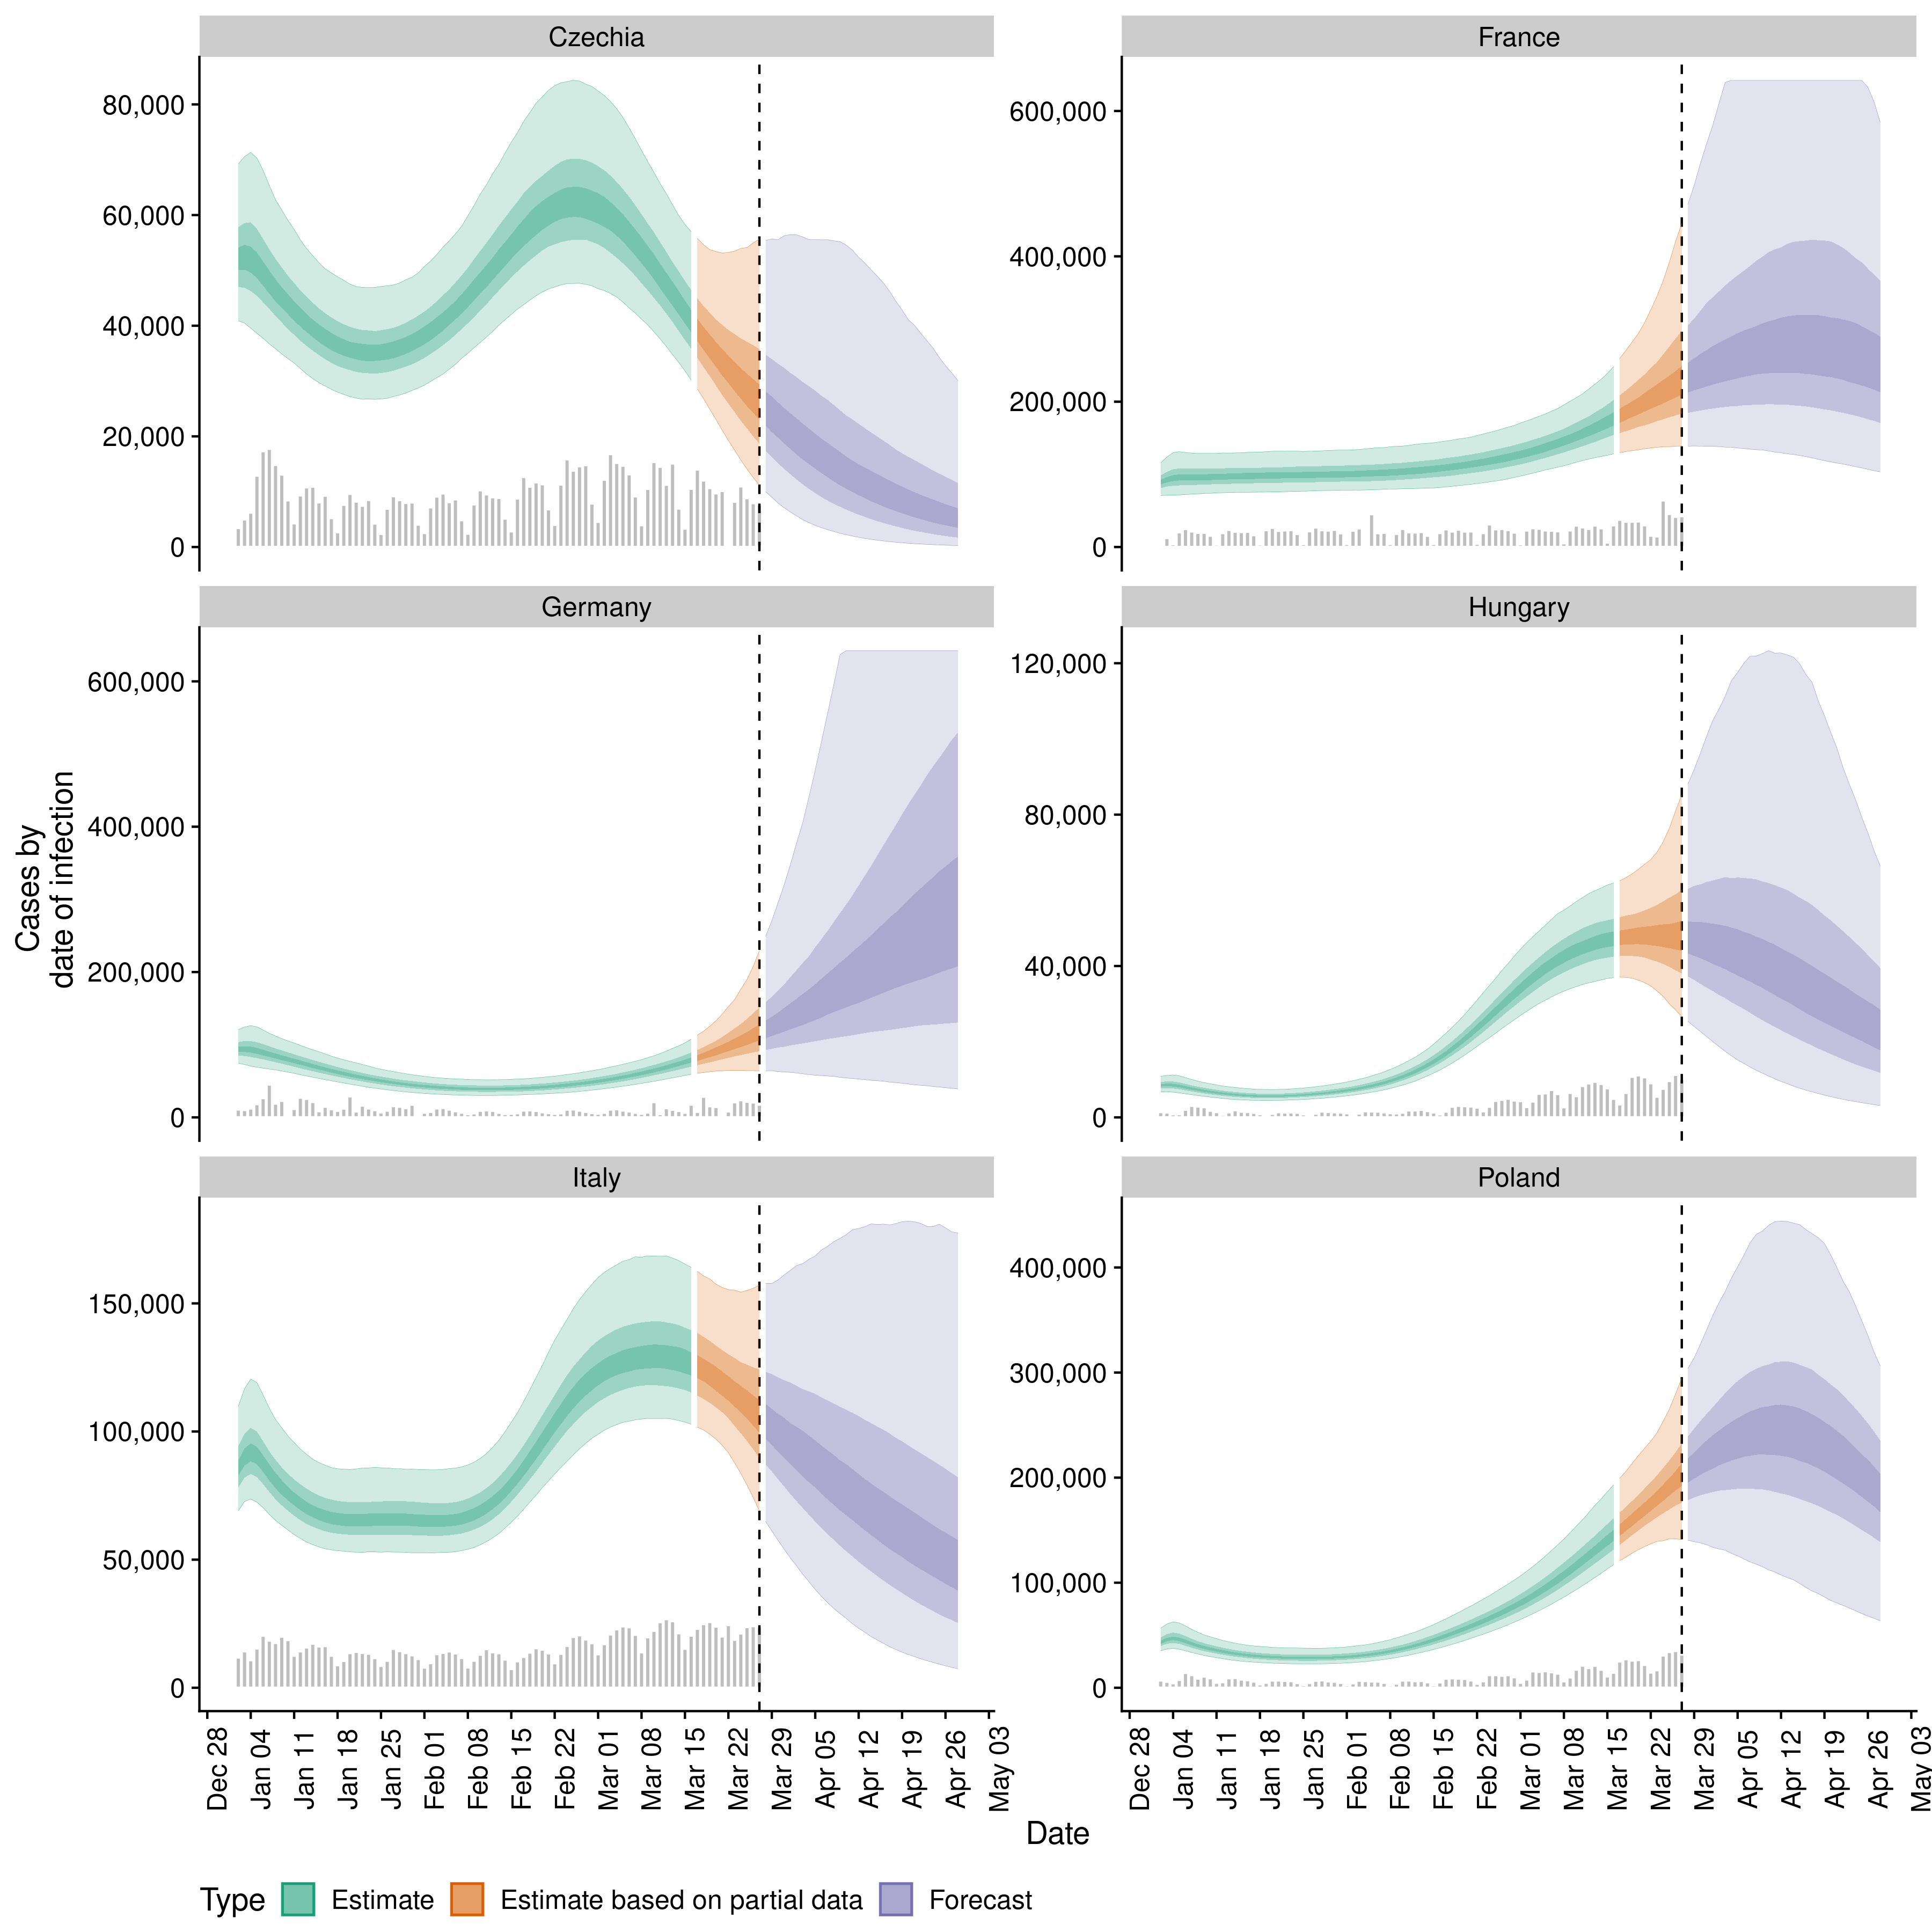 Czechia
France
80,000
60,000
40,000
20,000
0
600,000
400,000
200,000
0
Germany
Hungary
600,000
400,000
200,000
0
120,000
80,000
40,000
0
Italy
Poland
150,000
100,000
50,000
0
400,000
300,000
200,000
100,000
0
Cases by
date of infection
Dec 28
Jan 04
Jan 11
Jan 18
Jan 25
Feb 01
Feb 08
Feb 15
Feb 22
Mar 01
Mar 08
Mar 15
Mar 22
Mar 29
Apr 05
Apr 12
Apr 19
Apr 26
May 03
Dec 28
Jan 04
Jan 11
Jan 18
Jan 25
Feb 01
Feb 08
Feb 15
Feb 22
Mar 01
Mar 08
Mar 15
Mar 22
Mar 29
Apr 05
Apr 12
Apr 19
Apr 26
May 03
Date
Type Estimate Estimate based on partial data Forecast